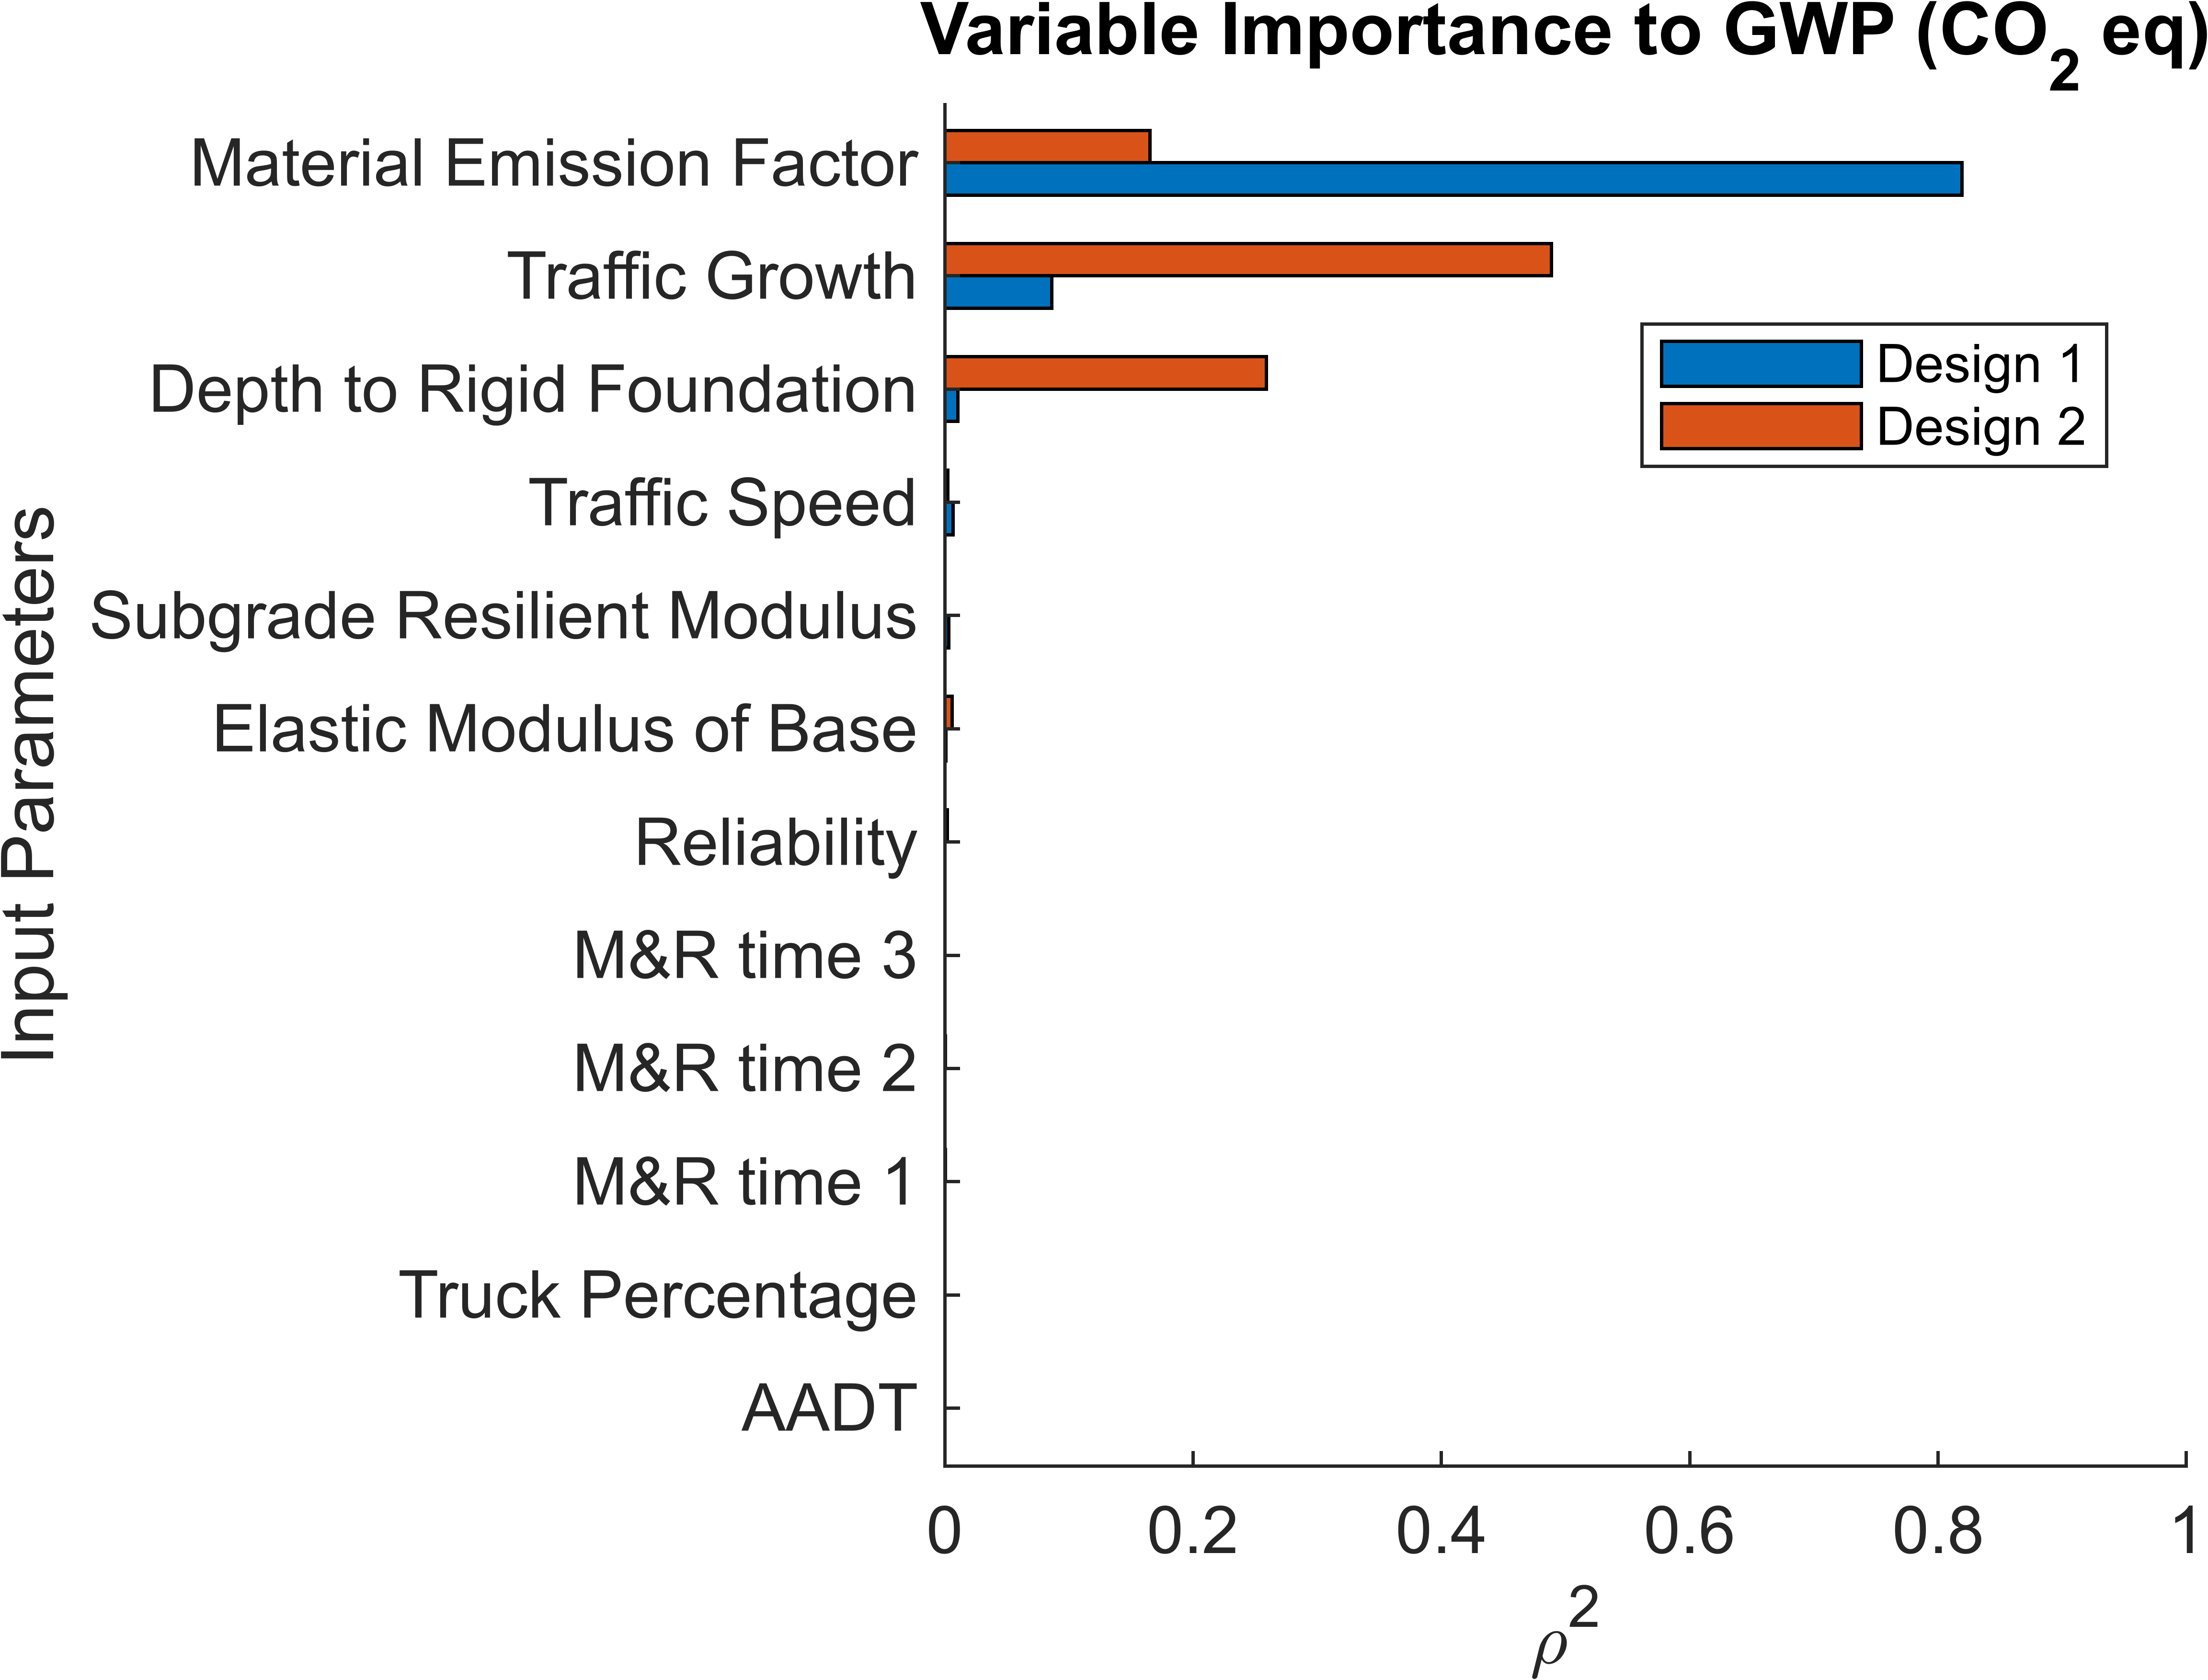 Variable Importance to GWP (CO₂ eq)
Material Emission Factor
Traffic Growth
Depth to Rigid Foundation
Traffic Speed
Subgrade Resilient Modulus
Elastic Modulus of Base
Reliability
M&R time 3
M&R time 2
M&R time 1
Truck Percentage
AADT
Input Parameters
Design 1
Design 2
0 0.2 0.4 0.6 0.8 1
ρ²